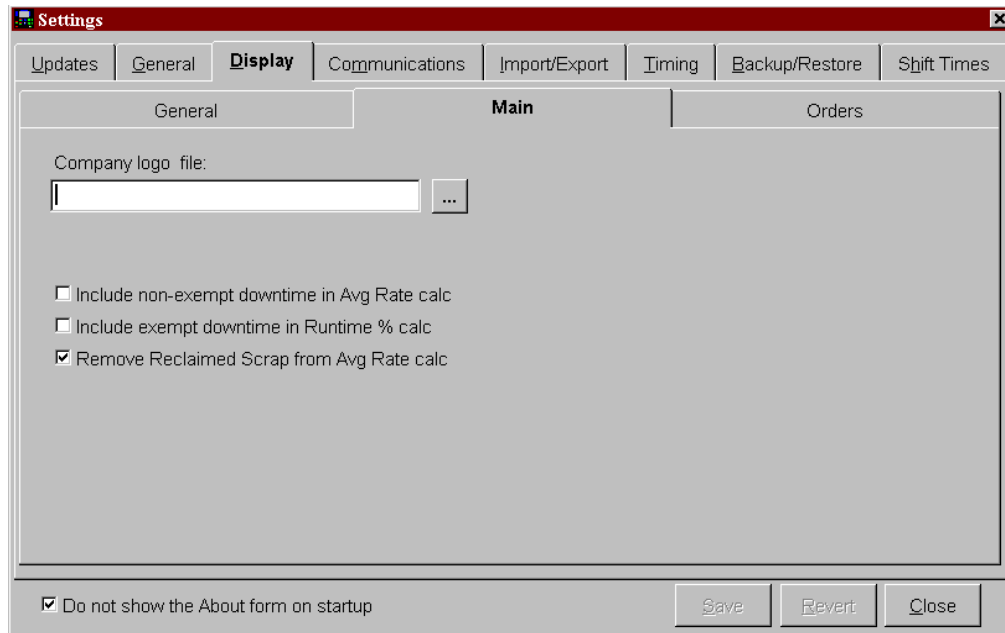 Settings
Updates General Display Communications Import/Export Timing Backup/Restore Shift Times
General Main Orders
Company logo file:
...
Include non-exempt downtime in Avg Rate calc
Include exempt downtime in Runtime % calc
Remove Reclaimed Scrap from Avg Rate calc
Do not show the About form on startup Save Revert Close